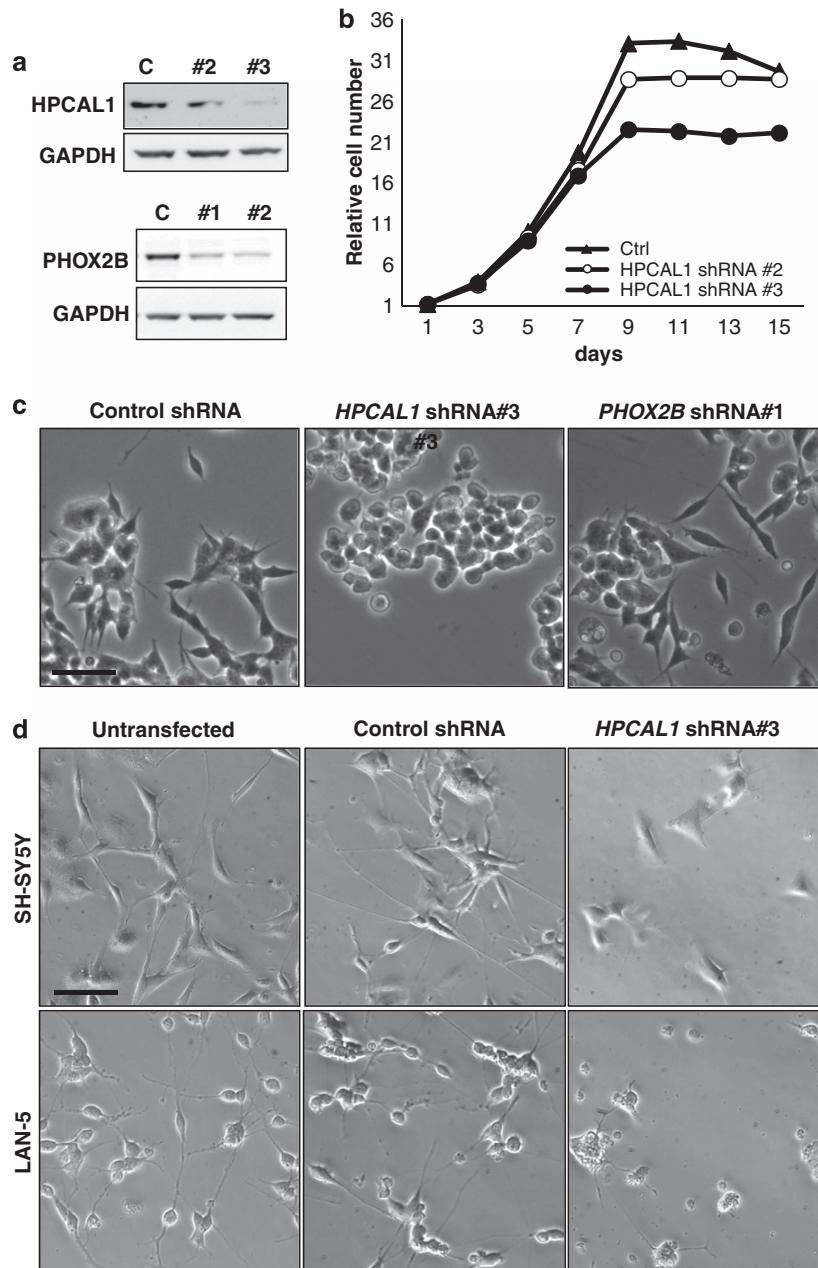 a
C #2 #3
HPCAL1
GAPDH
C #1 #2
PHOX2B
GAPDH
b
Relative cell number
36
31
26
21
16
11
6
1
1 3 5 7 9 11 13 15
days
Ctrl
HPCAL1 shRNA #2
HPCAL1 shRNA #3
c
Control shRNA HPCAL1 shRNA#3 PHOX2B shRNA#1
#3
d
Untransfected Control shRNA HPCAL1 shRNA#3
SH-SY5Y
LAN-5